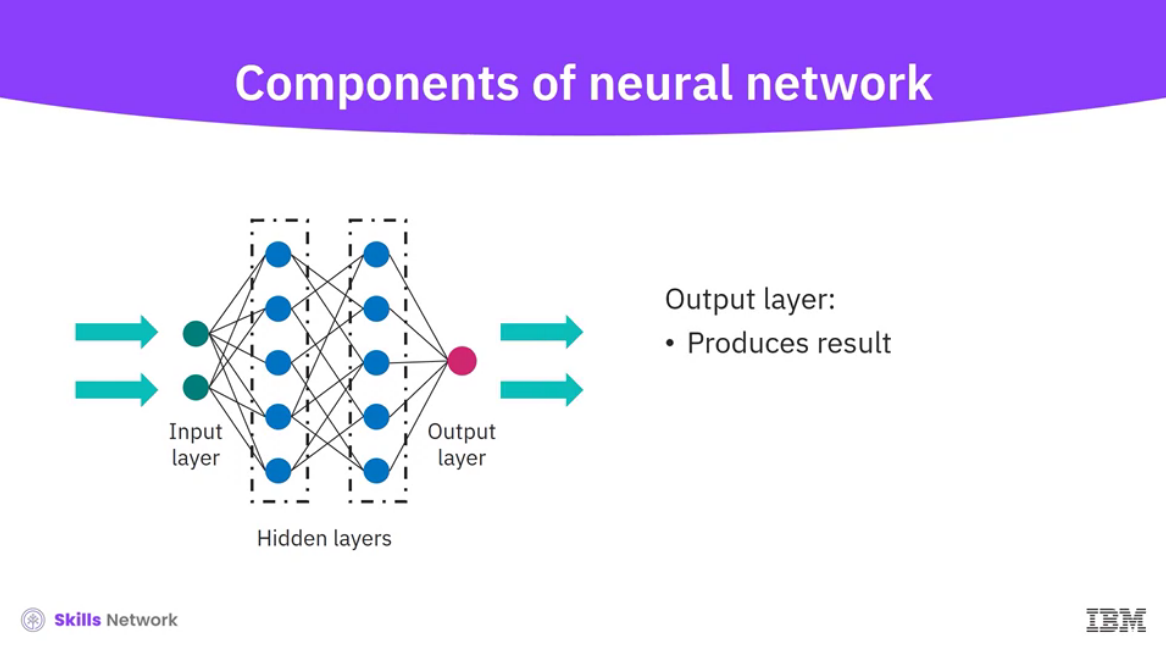 Components of neural network
Output layer:
• Produces result
Input
layer
Output
layer
Hidden layers
Skills Network
IBM